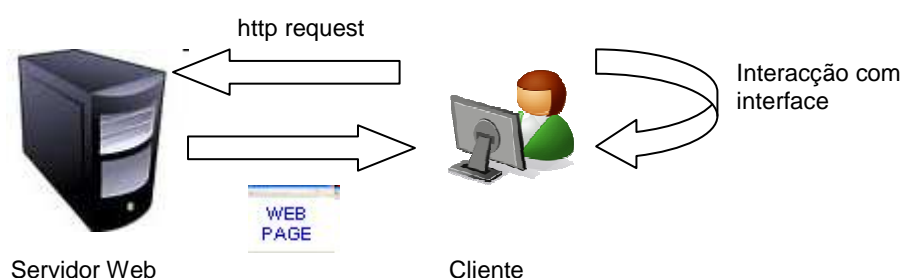 http request
Interacção com
interface
WEB
PAGE
Servidor Web
Cliente